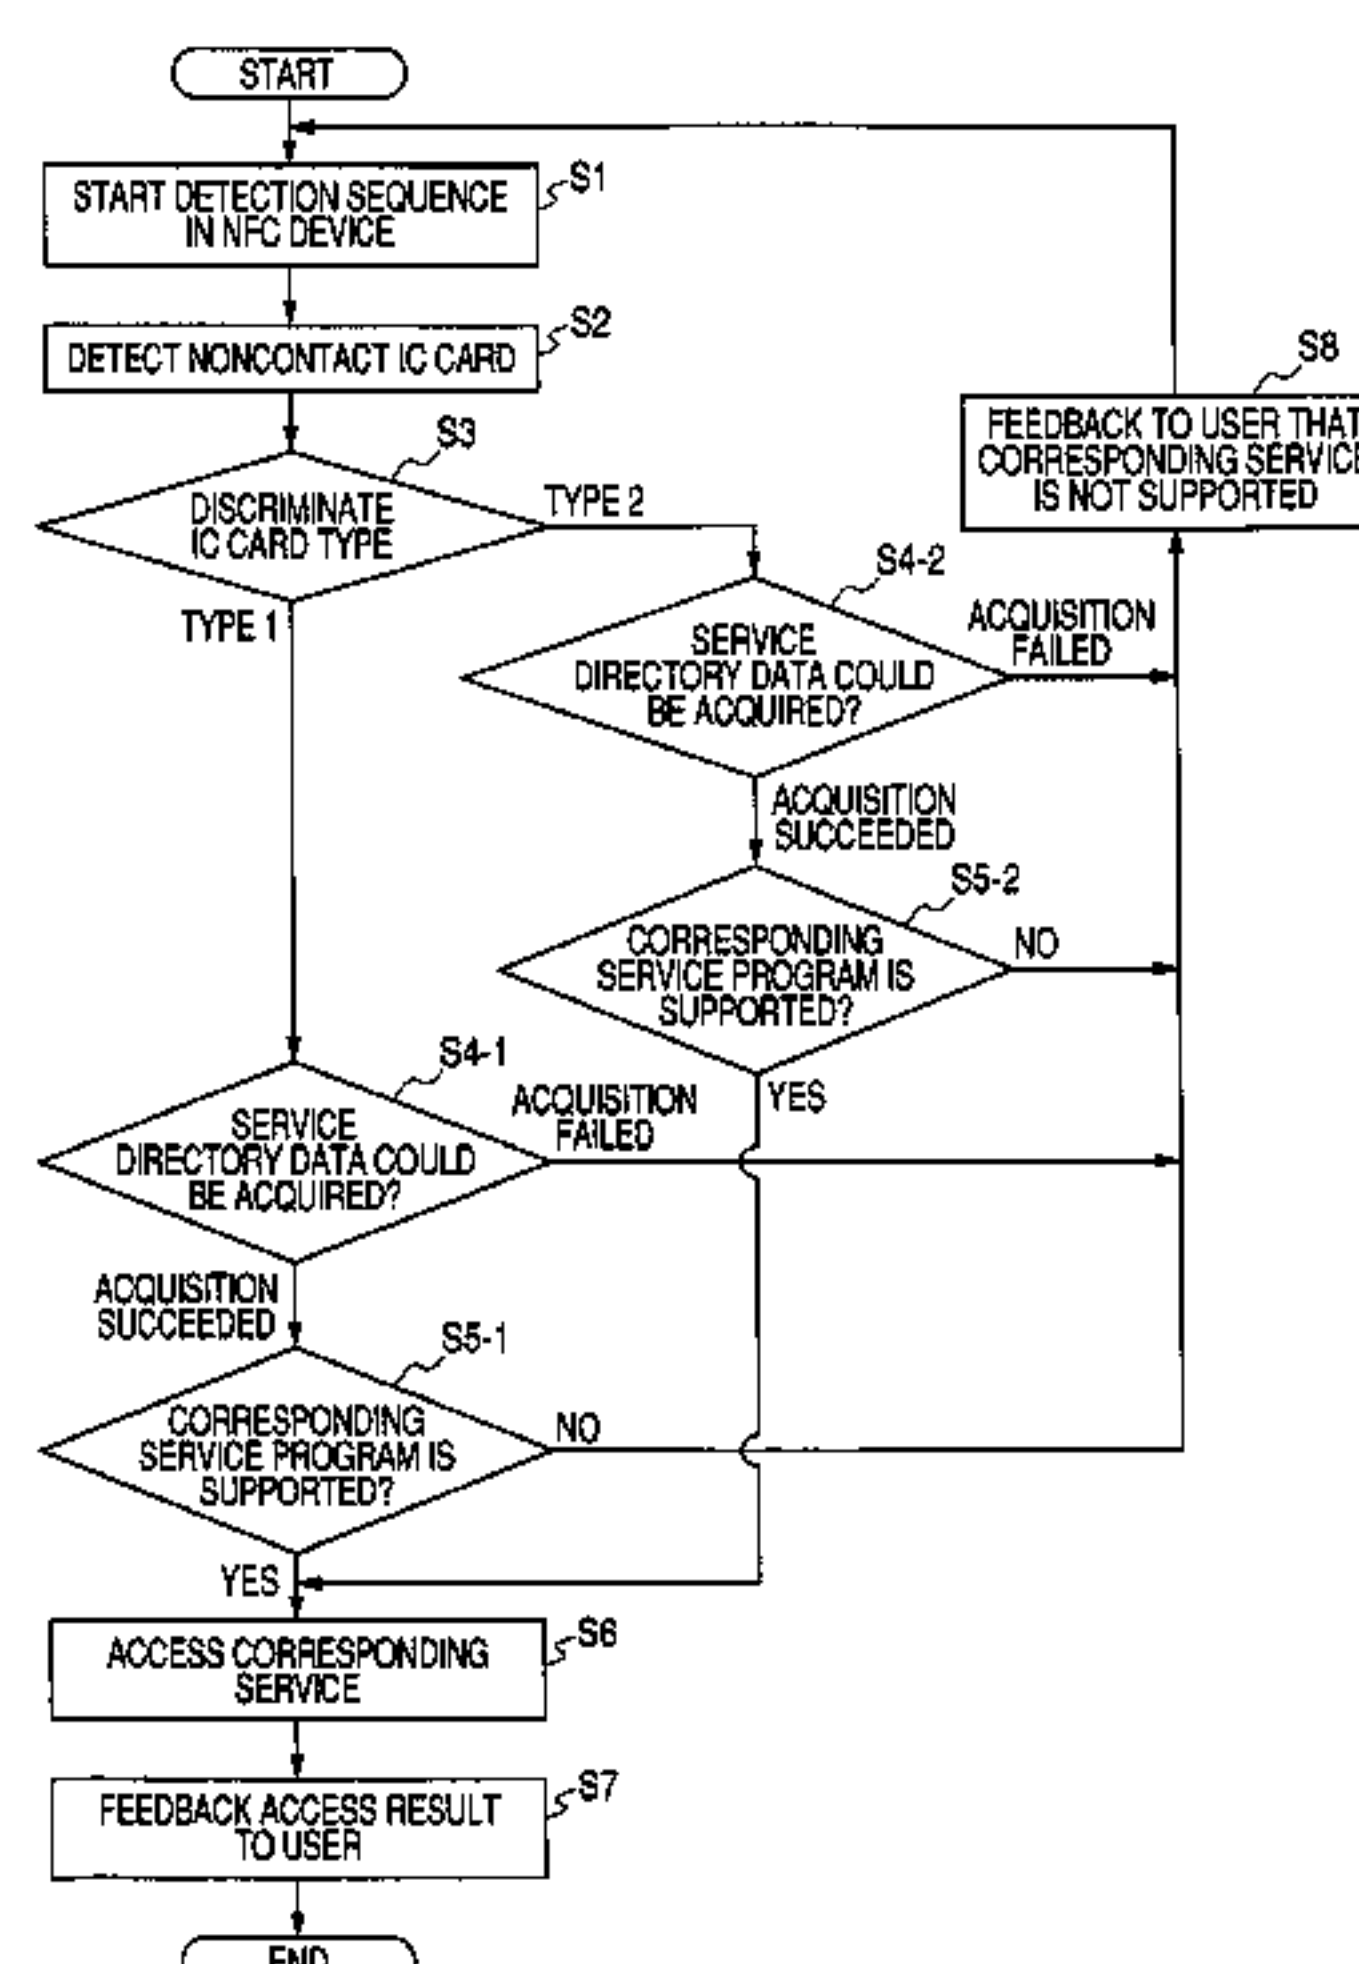 START
S1
START DETECTION SEQUENCE
IN NFC DEVICE
S2
DETECT NONCONTACT IC CARD
S8
FEEDBACK TO USER THAT
CORRESPONDING SERVICE
IS NOT SUPPORTED
S3
DISCRIMINATE
IC CARD TYPE
TYPE 2
TYPE 1
S4-2
SERVICE
DIRECTORY DATA COULD
BE ACQUIRED?
ACQUISITION
FAILED
ACQUISITION
SUCCEEDED
S5-2
CORRESPONDING
SERVICE PROGRAM IS
SUPPORTED?
NO
YES
S4-1
SERVICE
DIRECTORY DATA COULD
BE ACQUIRED?
ACQUISITION
FAILED
ACQUISITION
SUCCEEDED
S5-1
CORRESPONDING
SERVICE PROGRAM IS
SUPPORTED?
NO
YES
S6
ACCESS CORRESPONDING
SERVICE
S7
FEEDBACK ACCESS RESULT
TO USER
END